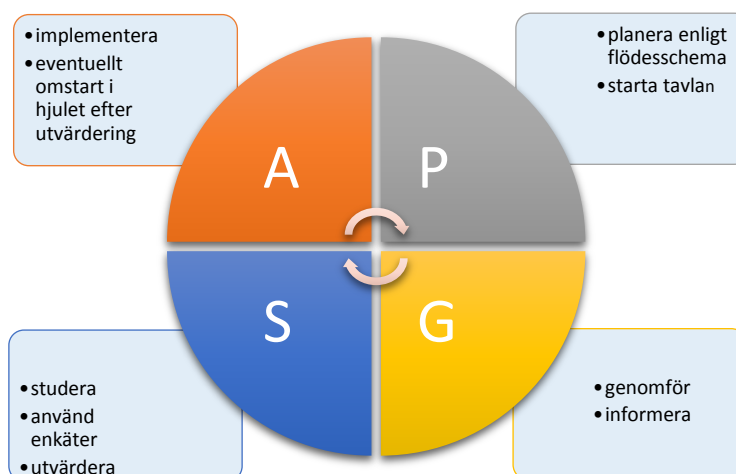 •implementera
•eventuellt
omstart i
hjulet efter
utvärdering
•planera enligt
flödesschema
•starta tavlan
A
P
S
G
•studera
•använd
enkäter
•utvärdera
•genomför
•informera